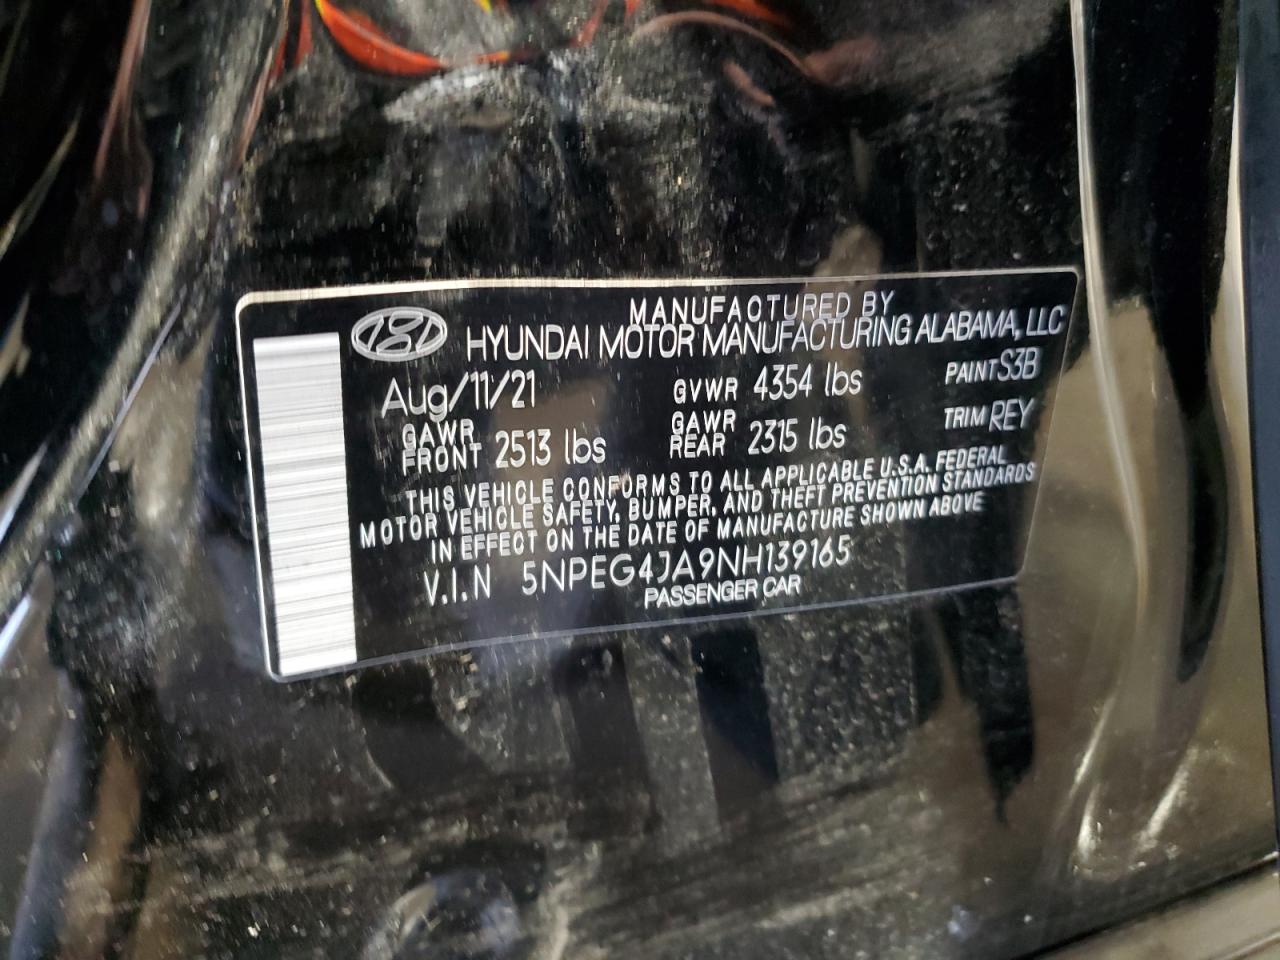 MANUFACTURED BY
HYUNDAI MOTOR MANUFACTURING ALABAMA, LLC
Aug/11/21 GVWR 4354 lbs PAINT S3B
GAWR FRONT 2513 lbs GAWR REAR 2315 lbs TRIM REY
THIS VEHICLE CONFORMS TO ALL APPLICABLE U.S.A. FEDERAL
MOTOR VEHICLE SAFETY, BUMPER, AND THEFT PREVENTION STANDARDS
IN EFFECT ON THE DATE OF MANUFACTURE SHOWN ABOVE
V.I.N 5NPEG4JA9NH139165
PASSENGER CAR